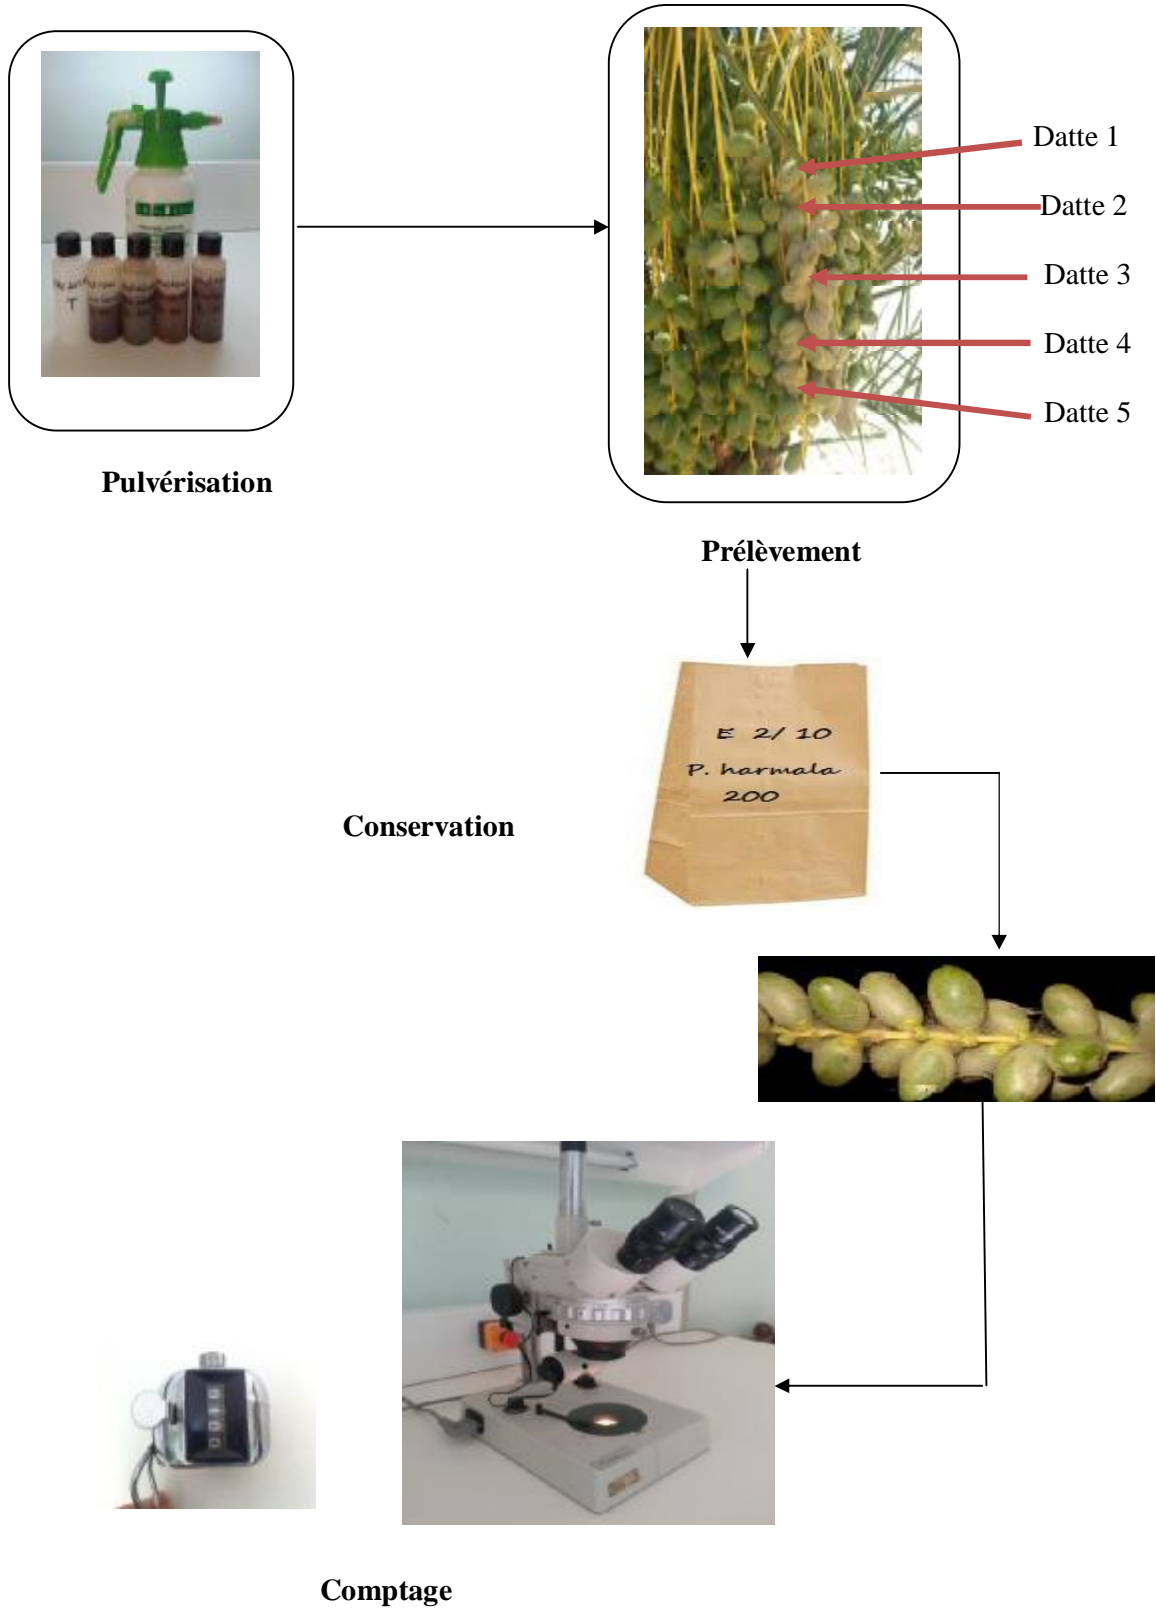 Datte 1
Datte 2
Datte 3
Datte 4
Datte 5
T
Pulvérisation
Prélèvement
E 2/ 10
P. harmala
200
Conservation
Comptage